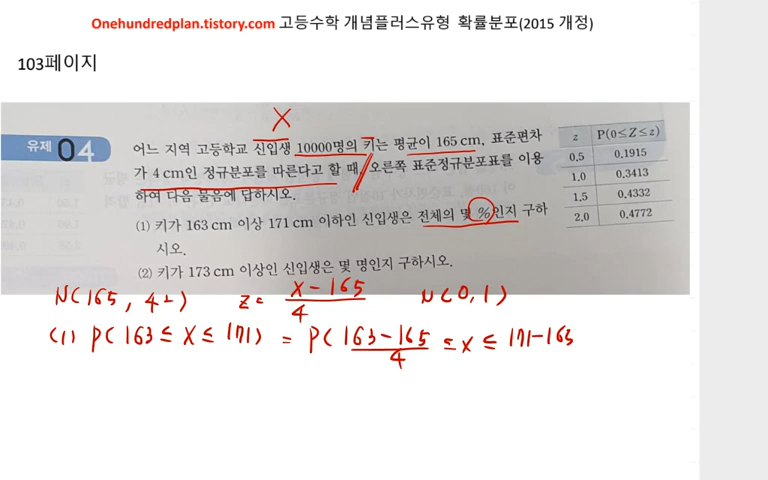 Onehundredplan.tistory.com 고등수학 개념플러스유형 확률분포(2015 개정)
103페이지
X
유제 04
어느 지역 고등학교 신입생 10000명의 키는 평균이 165 cm, 표준편차
가 4 cm인 정규분포를 따른다고 할 때, 오른쪽 표준정규분포표를 이용
하여 다음 물음에 답하시오.
(1) 키가 163 cm 이상 171 cm 이하인 신입생은 전체의 몇 %인지 구하
시오.
(2) 키가 173 cm 이상인 신입생은 몇 명인지 구하시오.
z P(0≤Z≤z)
0.5 0.1915
1.0 0.3413
1.5 0.4332
2.0 0.4772
N(165, 4²) z= x-165/4 N(0,1)
(1) P(163≤X≤171) = P(163-165/4 ≤X≤ 171-165